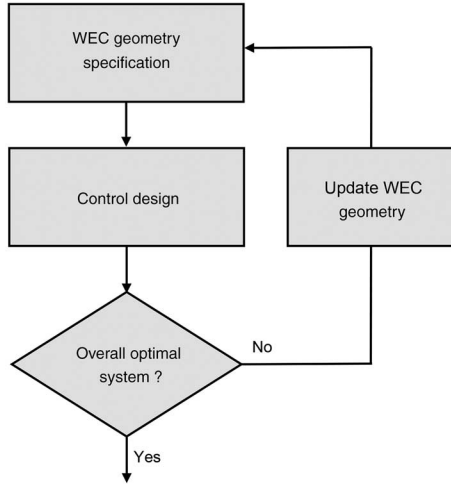 WEC geometry
specification
Control design
Update WEC
geometry
Overall optimal
system ?
No
Yes